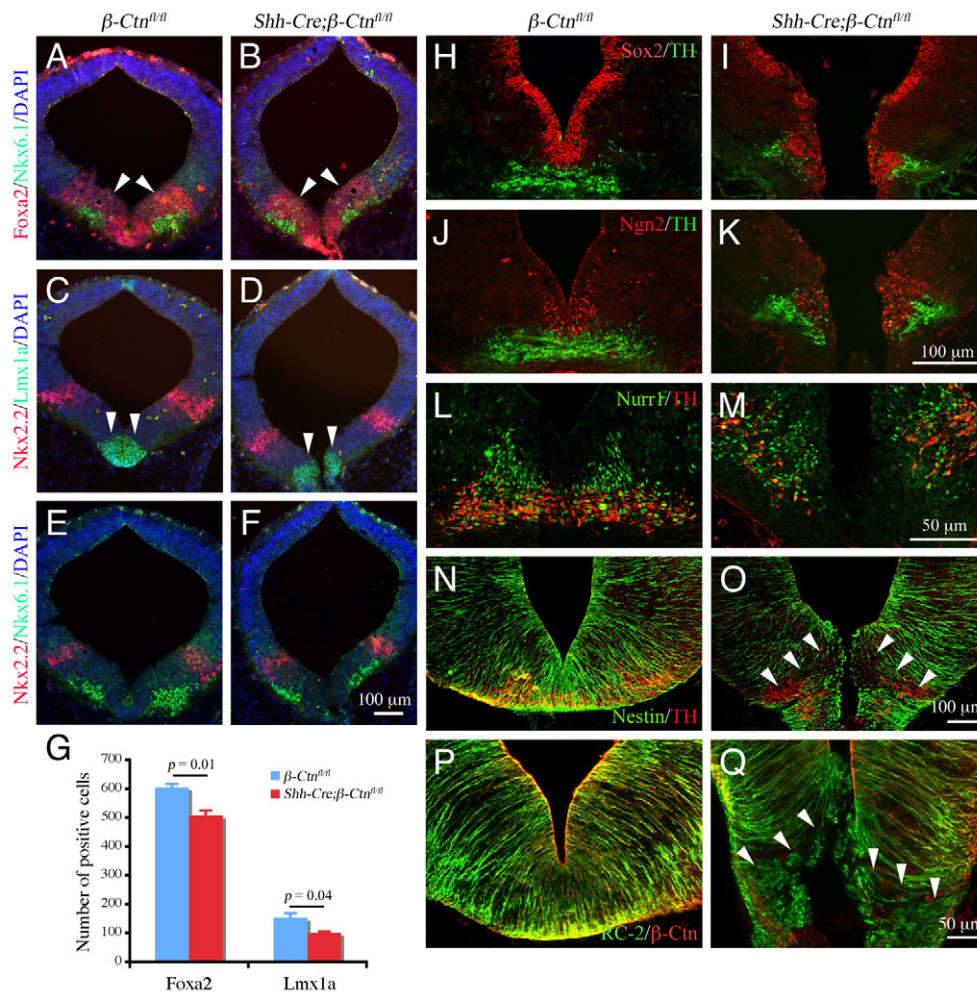 β-Ctn^fl/fl
Shh-Cre;β-Ctn^fl/fl
β-Ctn^fl/fl
Shh-Cre;β-Ctn^fl/fl
Foxa2/Nkx6.1/DAPI
A
B
H
Sox2/TH
I
J
Ngn2/TH
K
100 μm
Nkx2.2/Lmx1a/DAPI
C
D
L
Nurr1/TH
M
50 μm
Nkx2.2/Nkx6.1/DAPI
E
F
100 μm
N
Nestin/TH
O
100 μm
G
Number of positive cells
700
600
500
400
300
200
100
0
p = 0.01
p = 0.04
β-Ctn^fl/fl
Shh-Cre;β-Ctn^fl/fl
Foxa2
Lmx1a
P
RC-2/β-Ctn
Q
50 μm